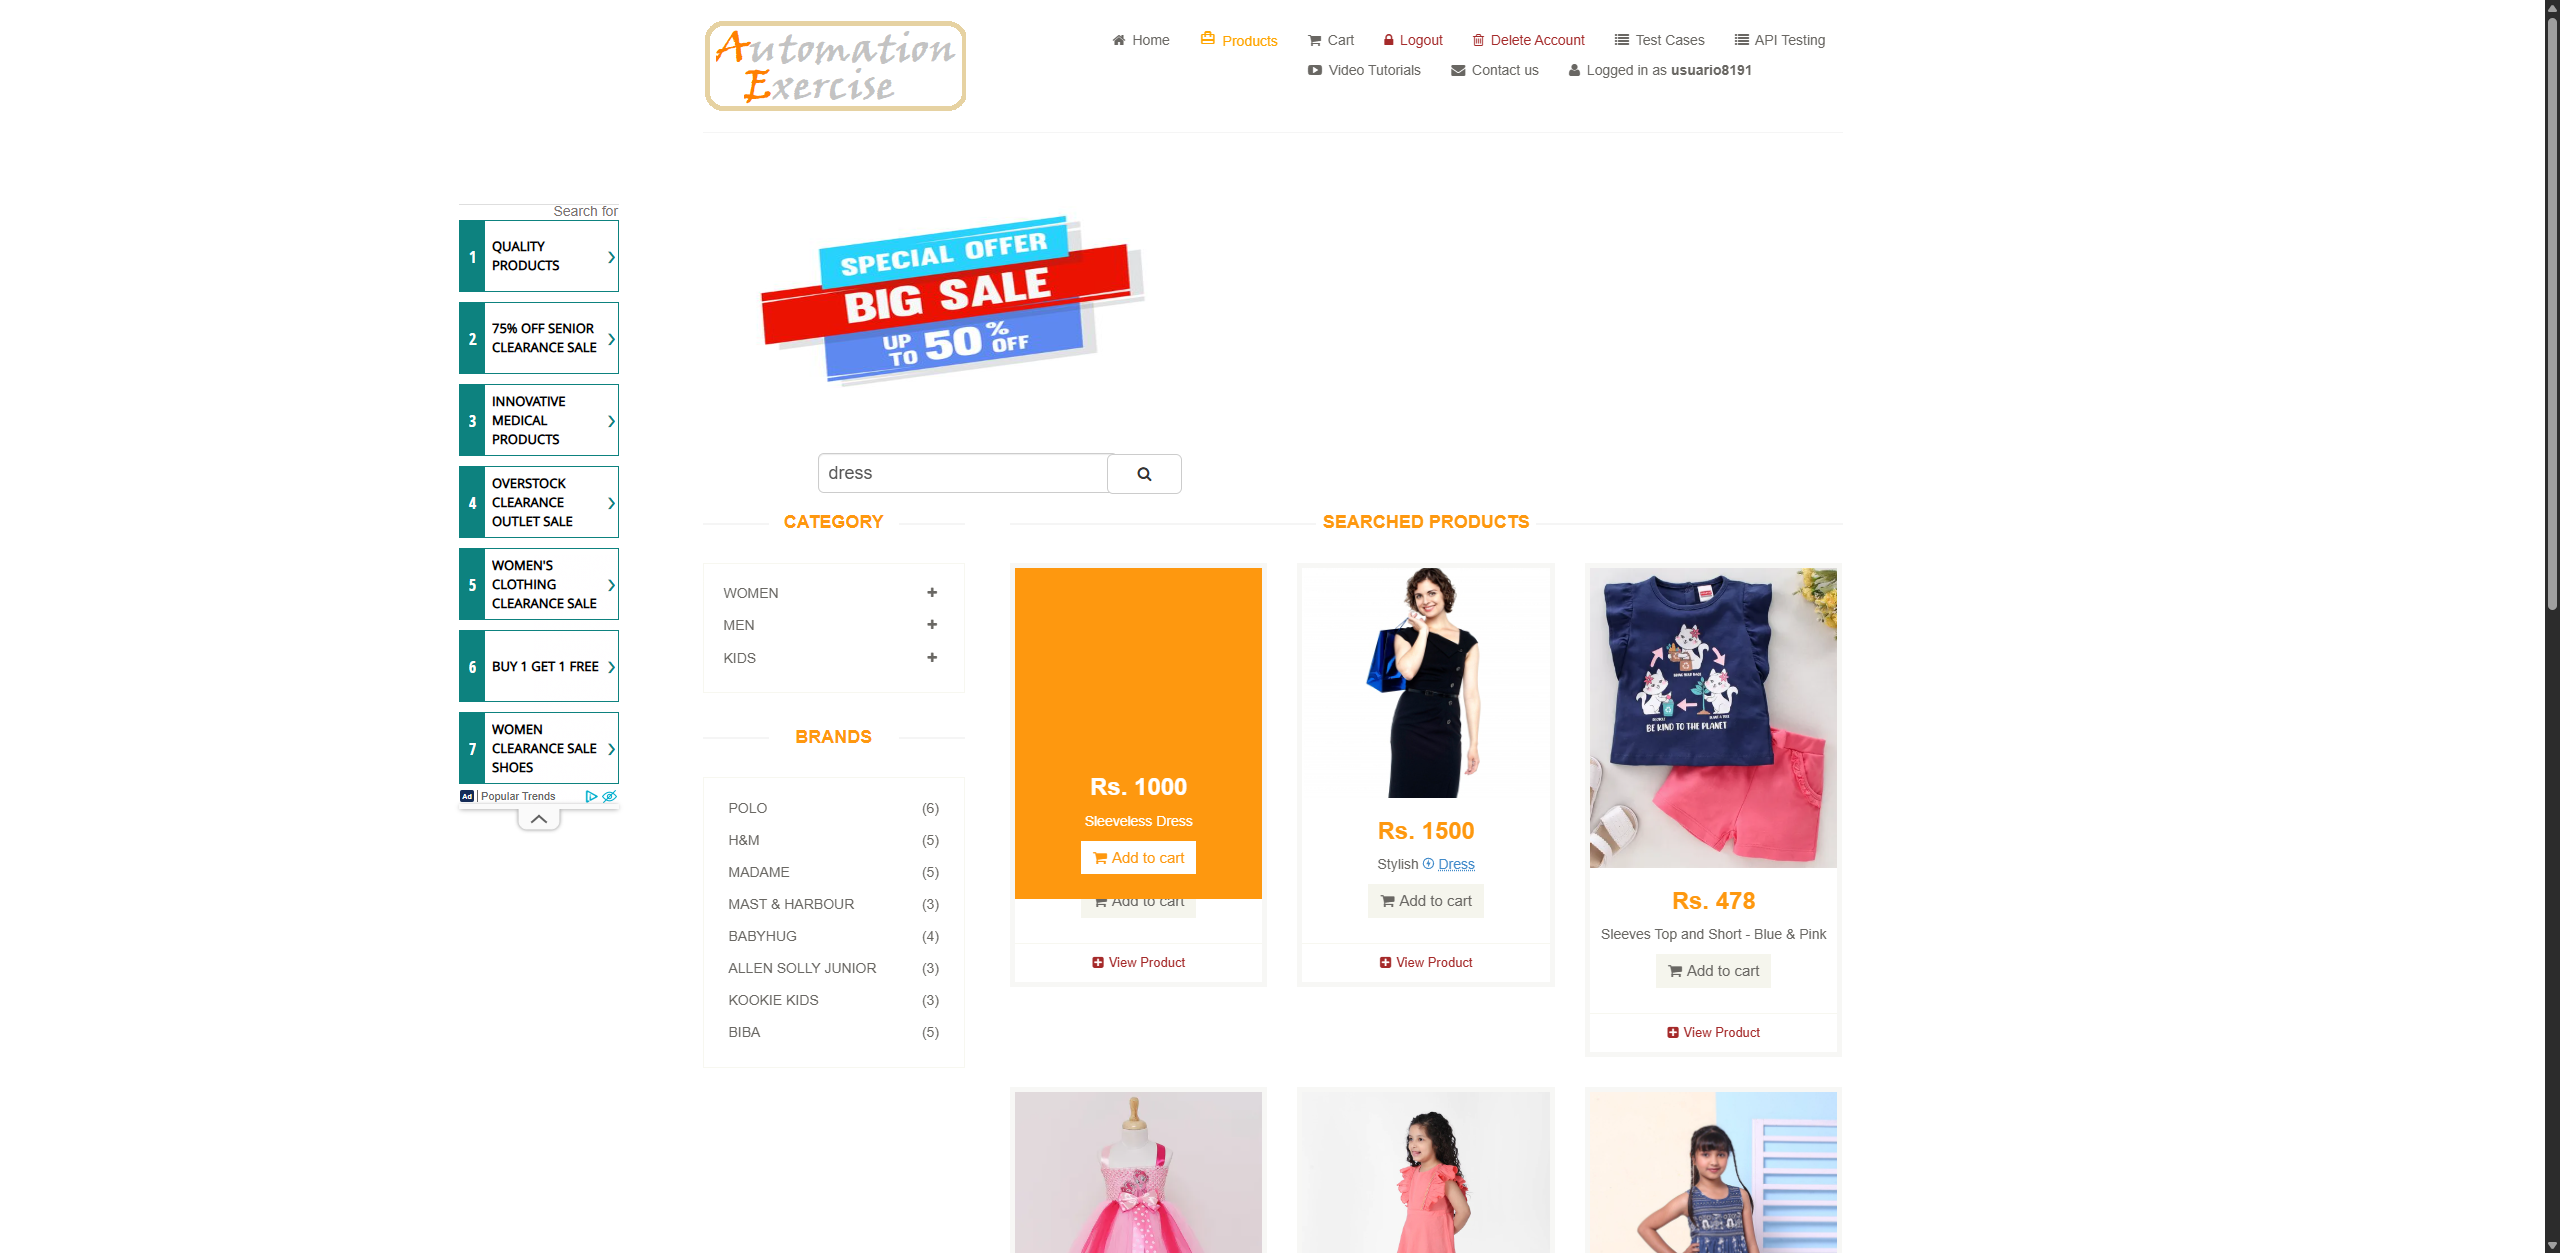 Automation
Exercise
Home
Products
Cart
Logout
Delete Account
Test Cases
API Testing
Video Tutorials
Contact us
Logged in as usuario8191
Search for
1
QUALITY
PRODUCTS
2
75% OFF SENIOR
CLEARANCE SALE
3
INNOVATIVE
MEDICAL
PRODUCTS
4
OVERSTOCK
CLEARANCE
OUTLET SALE
5
WOMEN'S
CLOTHING
CLEARANCE SALE
6
BUY 1 GET 1 FREE
7
WOMEN
CLEARANCE SALE
SHOES
Ad | Popular Trends
SPECIAL OFFER
BIG SALE
UP TO 50% OFF
dress
CATEGORY
WOMEN
MEN
KIDS
BRANDS
POLO (6)
H&M (5)
MADAME (5)
MAST & HARBOUR (3)
BABYHUG (4)
ALLEN SOLLY JUNIOR (3)
KOOKIE KIDS (3)
BIBA (5)
SEARCHED PRODUCTS
Rs. 1000
Sleeveless Dress
Add to cart
Add to cart
View Product
Rs. 1500
Stylish Dress
Add to cart
View Product
BE KIND TO THE PLANET
Rs. 478
Sleeves Top and Short - Blue & Pink
Add to cart
View Product